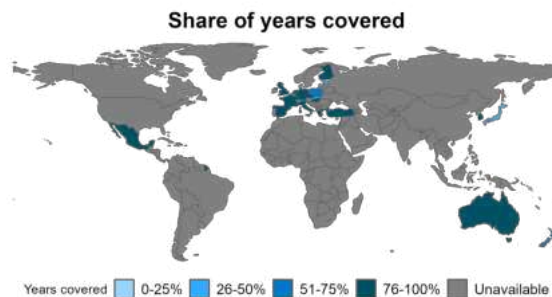 Share of years covered
Years covered 0-25% 26-50% 51-75% 76-100% Unavailable